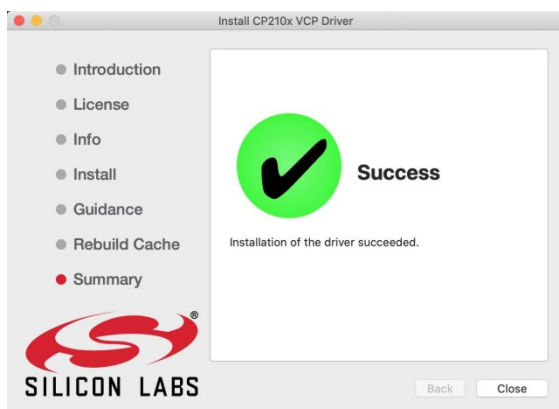 Install CP210x VCP Driver
Introduction
License
Info
Install
Guidance
Rebuild Cache
Summary
Success
Installation of the driver succeeded.
®
SILICON LABS
Back
Close